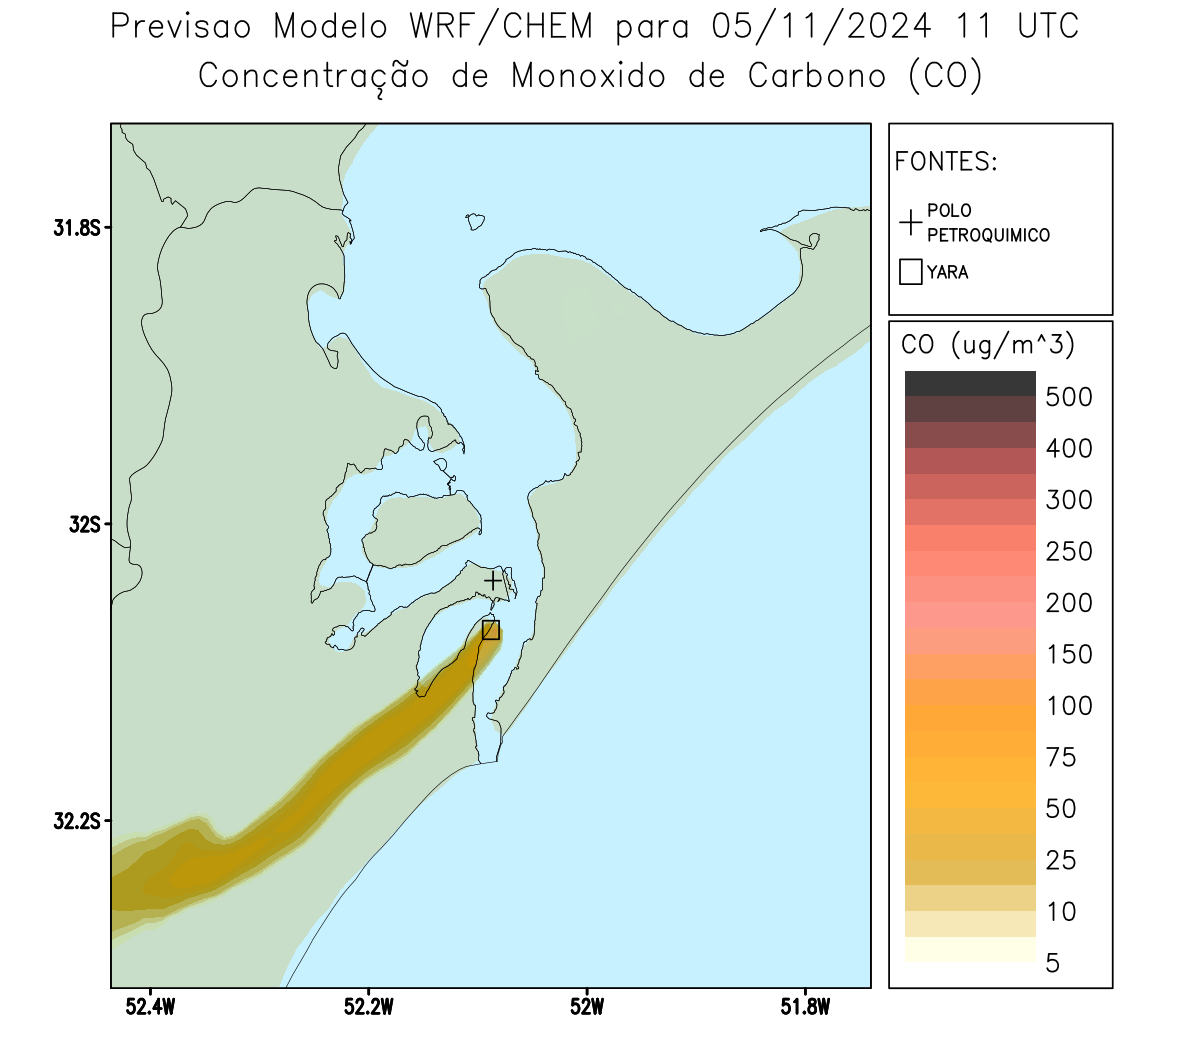 Previsao Modelo WRF/CHEM para 05/11/2024 11 UTC
Concentração de Monoxido de Carbono (CO)
FONTES:
POLO
PETROQUIMICO
YARA
CO (ug/m^3)
500
400
300
250
200
150
100
75
50
25
10
5
31.8S
32S
32.2S
52.4W
52.2W
52W
51.8W